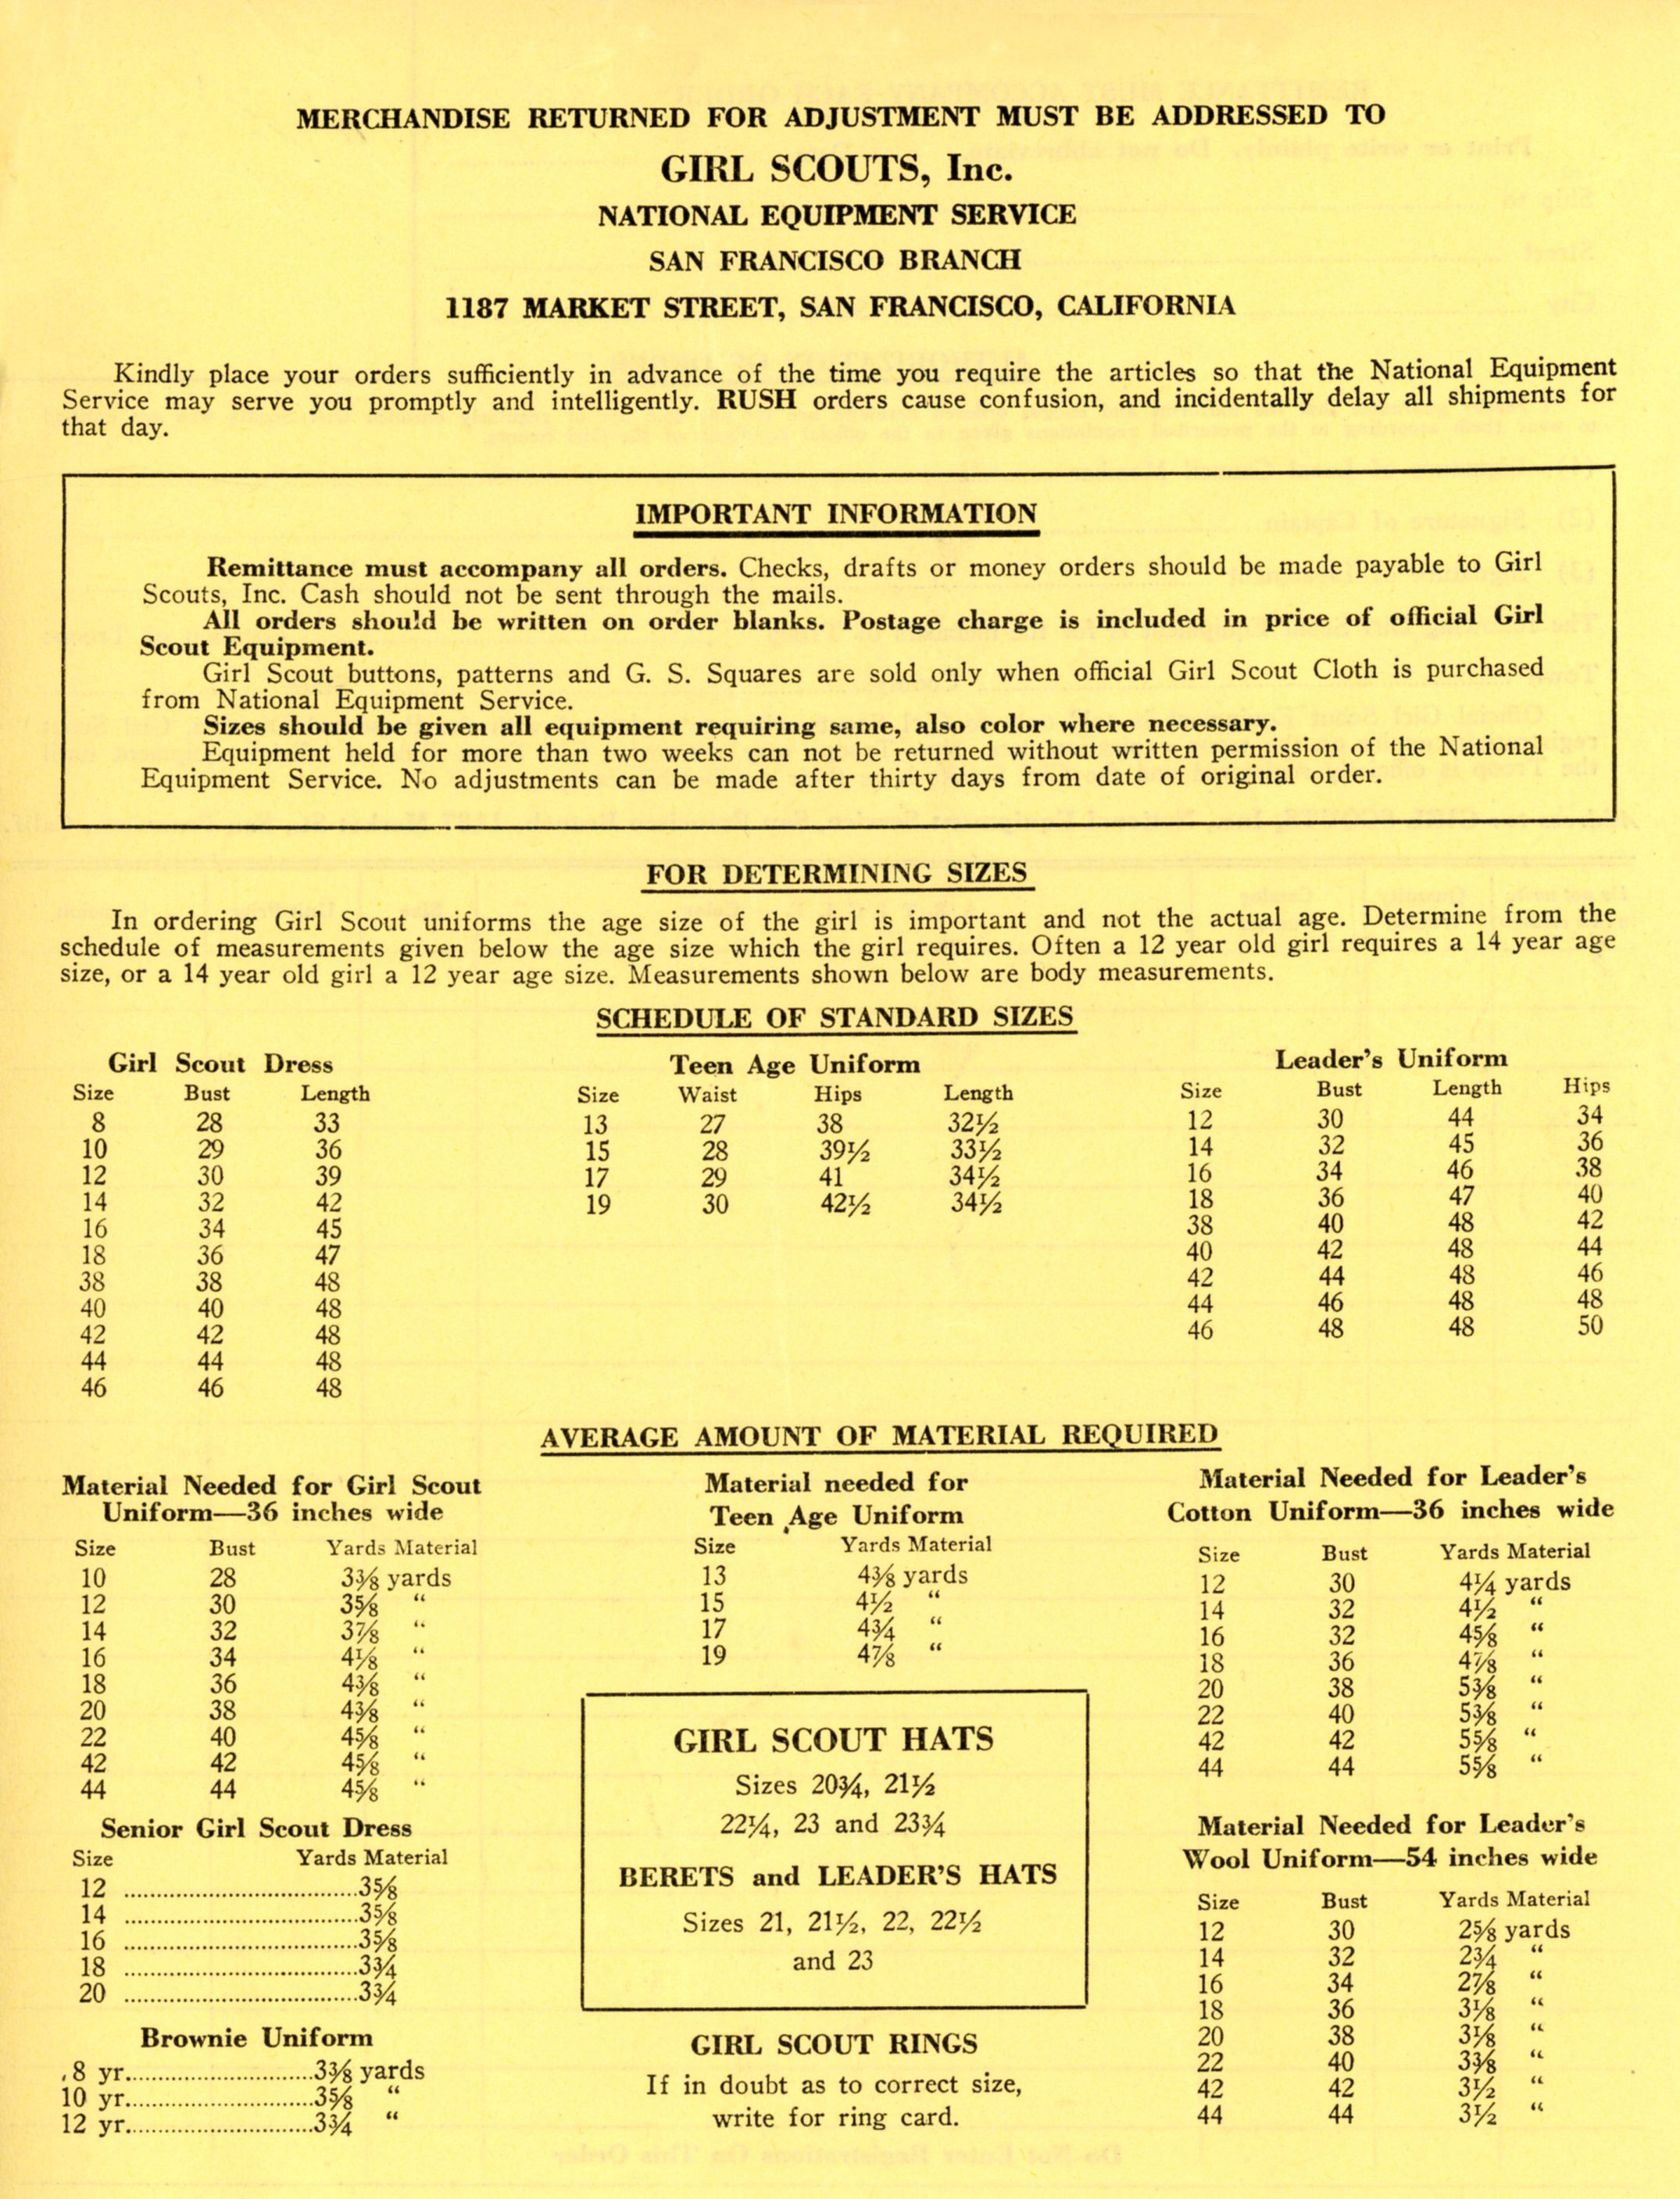 MERCHANDISE RETURNED FOR ADJUSTMENT MUST BE ADDRESSED TO
GIRL SCOUTS, Inc.
NATIONAL EQUIPMENT SERVICE
SAN FRANCISCO BRANCH
1187 MARKET STREET, SAN FRANCISCO, CALIFORNIA
Kindly place your orders sufficiently in advance of the time you require the articles so that the National Equipment
Service may serve you promptly and intelligently. RUSH orders cause confusion, and incidentally delay all shipments for
that day.
IMPORTANT INFORMATION
Remittance must accompany all orders. Checks, drafts or money orders should be made payable to Girl
Scouts, Inc. Cash should not be sent through the mails.
All orders should be written on order blanks. Postage charge is included in price of official Girl
Scout Equipment.
Girl Scout buttons, patterns and G. S. Squares are sold only when official Girl Scout Cloth is purchased
from National Equipment Service.
Sizes should be given all equipment requiring same, also color where necessary.
Equipment held for more than two weeks can not be returned without written permission of the National
Equipment Service. No adjustments can be made after thirty days from date of original order.
FOR DETERMINING SIZES
In ordering Girl Scout uniforms the age size of the girl is important and not the actual age. Determine from the
schedule of measurements given below the age size which the girl requires. Often a 12 year old girl requires a 14 year age
size, or a 14 year old girl a 12 year age size. Measurements shown below are body measurements.
SCHEDULE OF STANDARD SIZES
Girl Scout Dress
Size Bust Length
8 28 33
10 29 36
12 30 39
14 32 42
16 34 45
18 36 47
38 38 48
40 40 48
42 42 48
44 44 48
46 46 48
Teen Age Uniform
Size Waist Hips Length
13 27 38 32½
15 28 39½ 33½
17 29 41 34½
19 30 42½ 34½
Leader's Uniform
Size Bust Length Hips
12 30 44 34
14 32 45 36
16 34 46 38
18 36 47 40
38 40 48 42
40 42 48 44
42 44 48 46
44 46 48 48
46 48 48 50
AVERAGE AMOUNT OF MATERIAL REQUIRED
Material Needed for Girl Scout
Uniform—36 inches wide
Size Bust Yards Material
10 28 3⅜ yards
12 30 3⅝ "
14 32 3⅞ "
16 34 4⅛ "
18 36 4⅜ "
20 38 4⅜ "
22 40 4⅝ "
42 42 4⅝ "
44 44 4⅝ "
Senior Girl Scout Dress
Size Yards Material
12 ..................................3⅝
14 ..................................3⅝
16 ..................................3⅝
18 ..................................3¾
20 ..................................3¾
Brownie Uniform
8 yr...........................3⅜ yards
10 yr...........................3⅝ "
12 yr...........................3¾ "
Material needed for
Teen Age Uniform
Size Yards Material
13 4⅜ yards
15 4½ "
17 4¾ "
19 4⅞ "
GIRL SCOUT HATS
Sizes 20¾, 21½
22¼, 23 and 23¾
BERETS and LEADER'S HATS
Sizes 21, 21½, 22, 22½
and 23
GIRL SCOUT RINGS
If in doubt as to correct size,
write for ring card.
Material Needed for Leader's
Cotton Uniform—36 inches wide
Size Bust Yards Material
12 30 4¼ yards
14 32 4½ "
16 32 4⅝ "
18 36 4⅞ "
20 38 5⅜ "
22 40 5⅜ "
42 42 5⅝ "
44 44 5⅝ "
Material Needed for Leader's
Wool Uniform—54 inches wide
Size Bust Yards Material
12 30 2⅝ yards
14 32 2¾ "
16 34 2⅞ "
18 36 3⅛ "
20 38 3⅛ "
22 40 3⅜ "
42 42 3½ "
44 44 3½ "